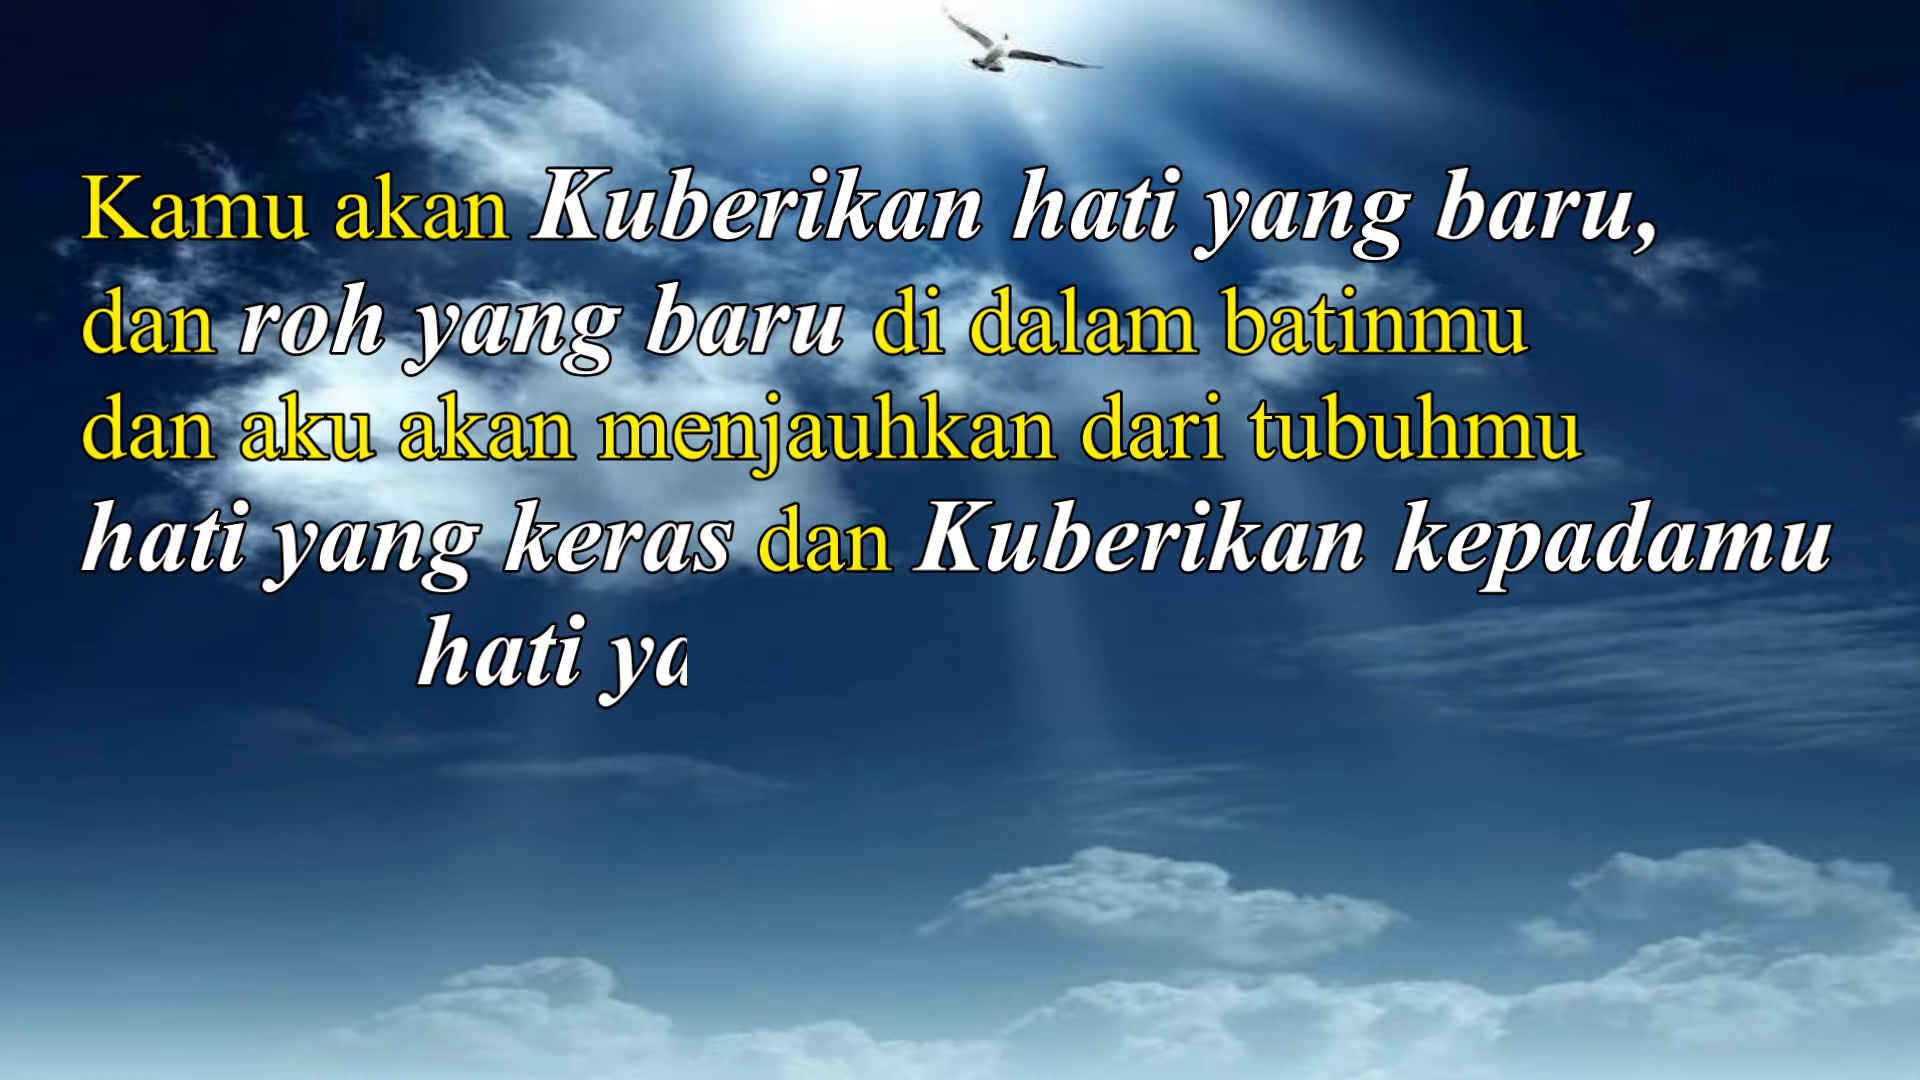 Kamu akan Kuberikan hati yang baru,
dan roh yang baru di dalam batinmu
dan aku akan menjauhkan dari tubuhmu
hati yang keras dan Kuberikan kepadamu
hati ya